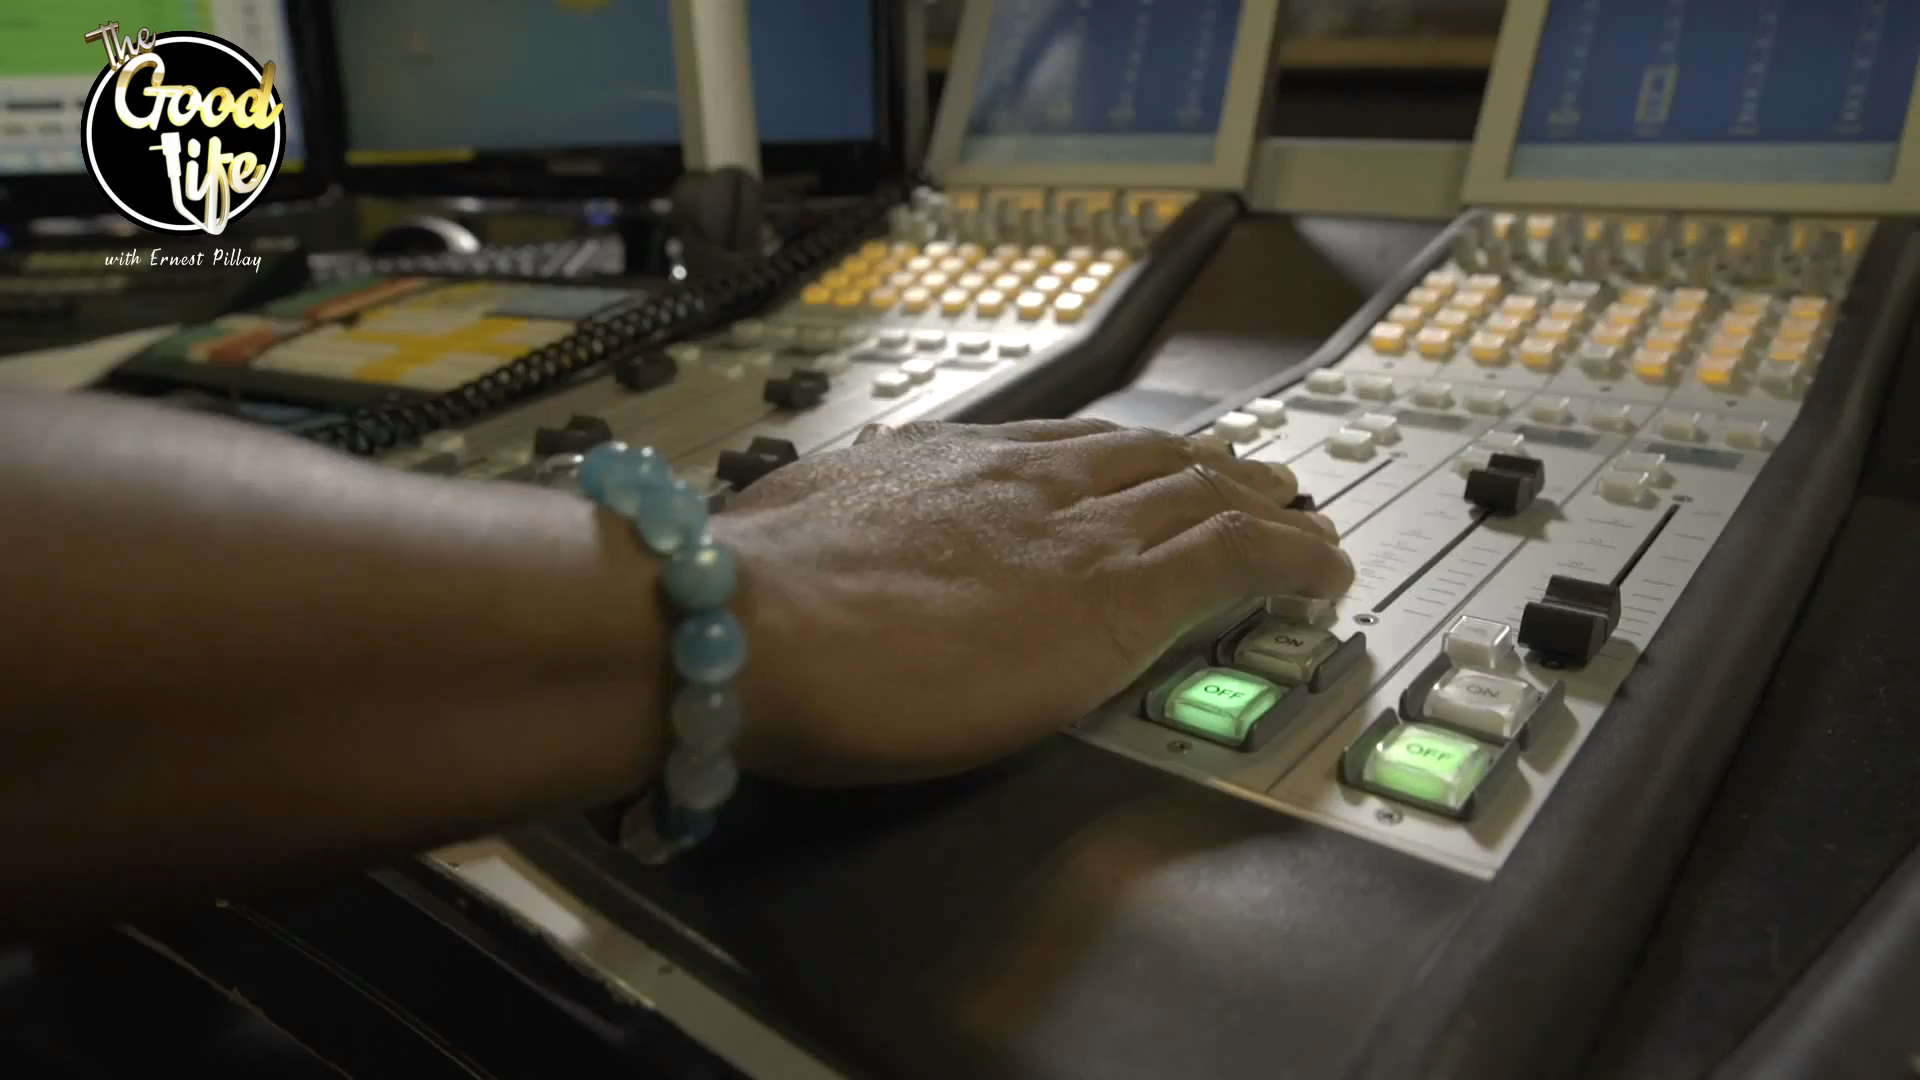 The
Good
Life
with Ernest Pillay
ON
OFF
ON
OFF